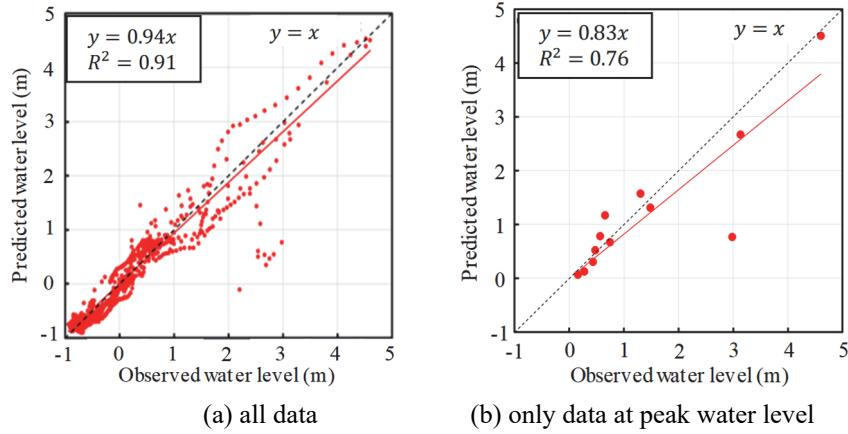 5
4
3
2
1
0
-1
y = 0.94x
R² = 0.91
y = x
-1 0 1 2 3 4 5
Predicted water level (m)
Observed water level (m)
(a) all data
5
4
3
2
1
0
-1
y = 0.83x
R² = 0.76
y = x
-1 0 1 2 3 4 5
Predicted water level (m)
Observed water level (m)
(b) only data at peak water level